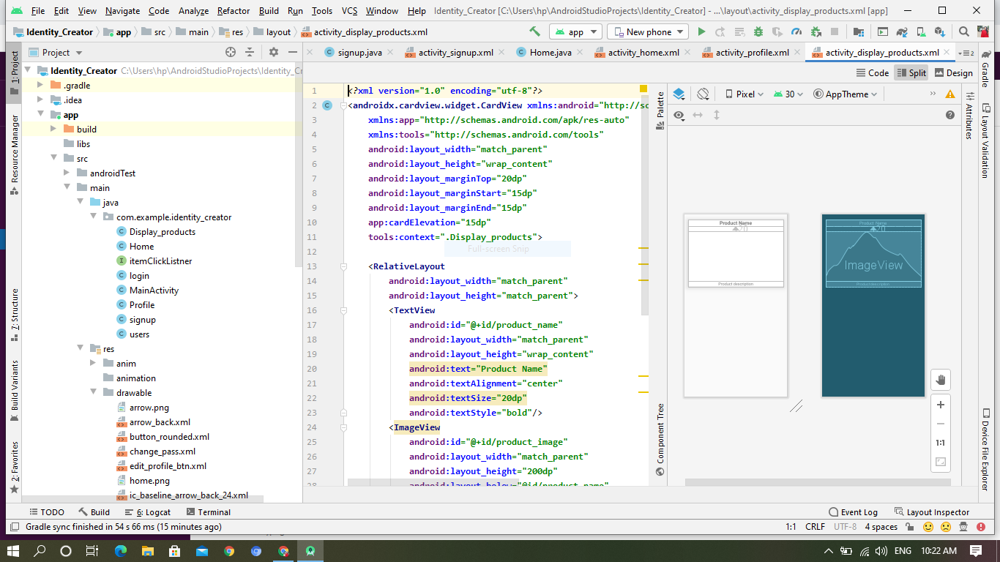 File Edit View Navigate Code Analyze Refactor Build Run Tools VCS Window Help Identity_Creator [C:\Users\hp\AndroidStudioProjects\Identity_Creator] - ...\layout\activity_display_products.xml [app]
Identity_Creator app src main res layout activity_display_products.xml app New phone
Project signup.java activity_signup.xml Home.java activity_home.xml activity_profile.xml activity_display_products.xml 2
Code Split Design
1: Project
Resource Manager
7: Structure
Build Variants
2: Favorites
Identity_Creator C:\Users\hp\AndroidStudioProjects\Identity_Cr
.gradle
.idea
app
build
libs
src
androidTest
main
java
com.example.identity_creator
Display_products
Home
itemClickListner
login
MainActivity
Profile
signup
users
res
anim
animation
drawable
arrow.png
arrow_back.xml
button_rounded.xml
change_pass.xml
edit_profile_btn.xml
home.png
ic_baseline_arrow_back_24.xml
1 <?xml version="1.0" encoding="utf-8"?>
2 <androidx.cardview.widget.CardView xmlns:android="http://sc
3 xmlns:app="http://schemas.android.com/apk/res-auto"
4 xmlns:tools="http://schemas.android.com/tools"
5 android:layout_width="match_parent"
6 android:layout_height="wrap_content"
7 android:layout_marginTop="20dp"
8 android:layout_marginStart="15dp"
9 android:layout_marginEnd="15dp"
10 app:cardElevation="15dp"
11 tools:context=".Display_products">
Full-screen Snip
12
13 <RelativeLayout
14 android:layout_width="match_parent"
15 android:layout_height="match_parent">
16 <TextView
17 android:id="@+id/product_name"
18 android:layout_width="match_parent"
19 android:layout_height="wrap_content"
20 android:text="Product Name"
21 android:textAlignment="center"
22 android:textSize="20dp"
23 android:textStyle="bold"/>
24 <ImageView
25 android:id="@+id/product_image"
26 android:layout_width="match_parent"
27 android:layout_height="200dp"
28 android:layout_below="@id/product_name"
Palette
Component Tree
Pixel 30 AppTheme
Product Name
Product description
Product Name
ImageView
Product description
1:1
Gradle
Attributes
Layout Validation
Device File Explorer
TODO Build 6: Logcat Terminal Event Log Layout Inspector
Gradle sync finished in 54 s 66 ms (15 minutes ago) 1:1 CRLF UTF-8 4 spaces
ENG 10:22 AM